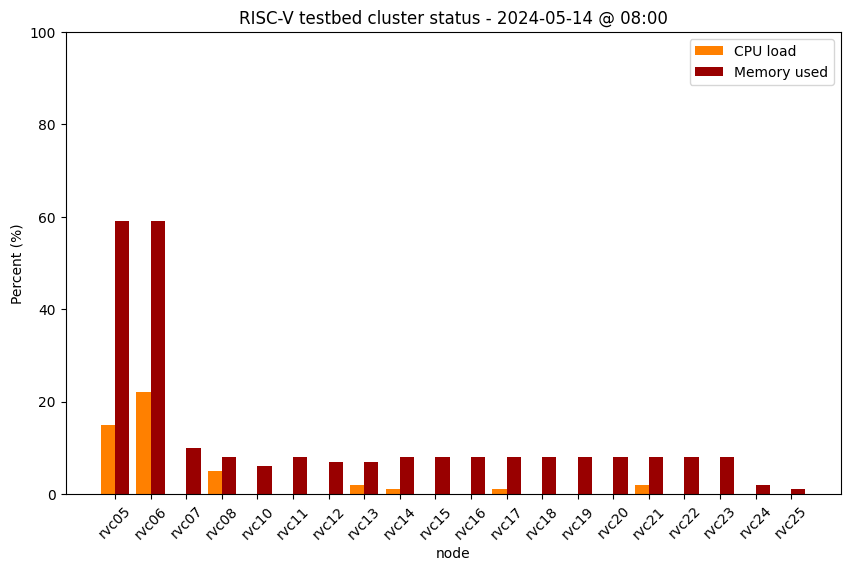 RISC-V testbed cluster status - 2024-05-14 @ 08:00
CPU load
Memory used
Percent (%)
100
80
60
40
20
0
rvc05
rvc06
rvc07
rvc08
rvc10
rvc11
rvc12
rvc13
rvc14
rvc15
rvc16
rvc17
rvc18
rvc19
rvc20
rvc21
rvc22
rvc23
rvc24
rvc25
node